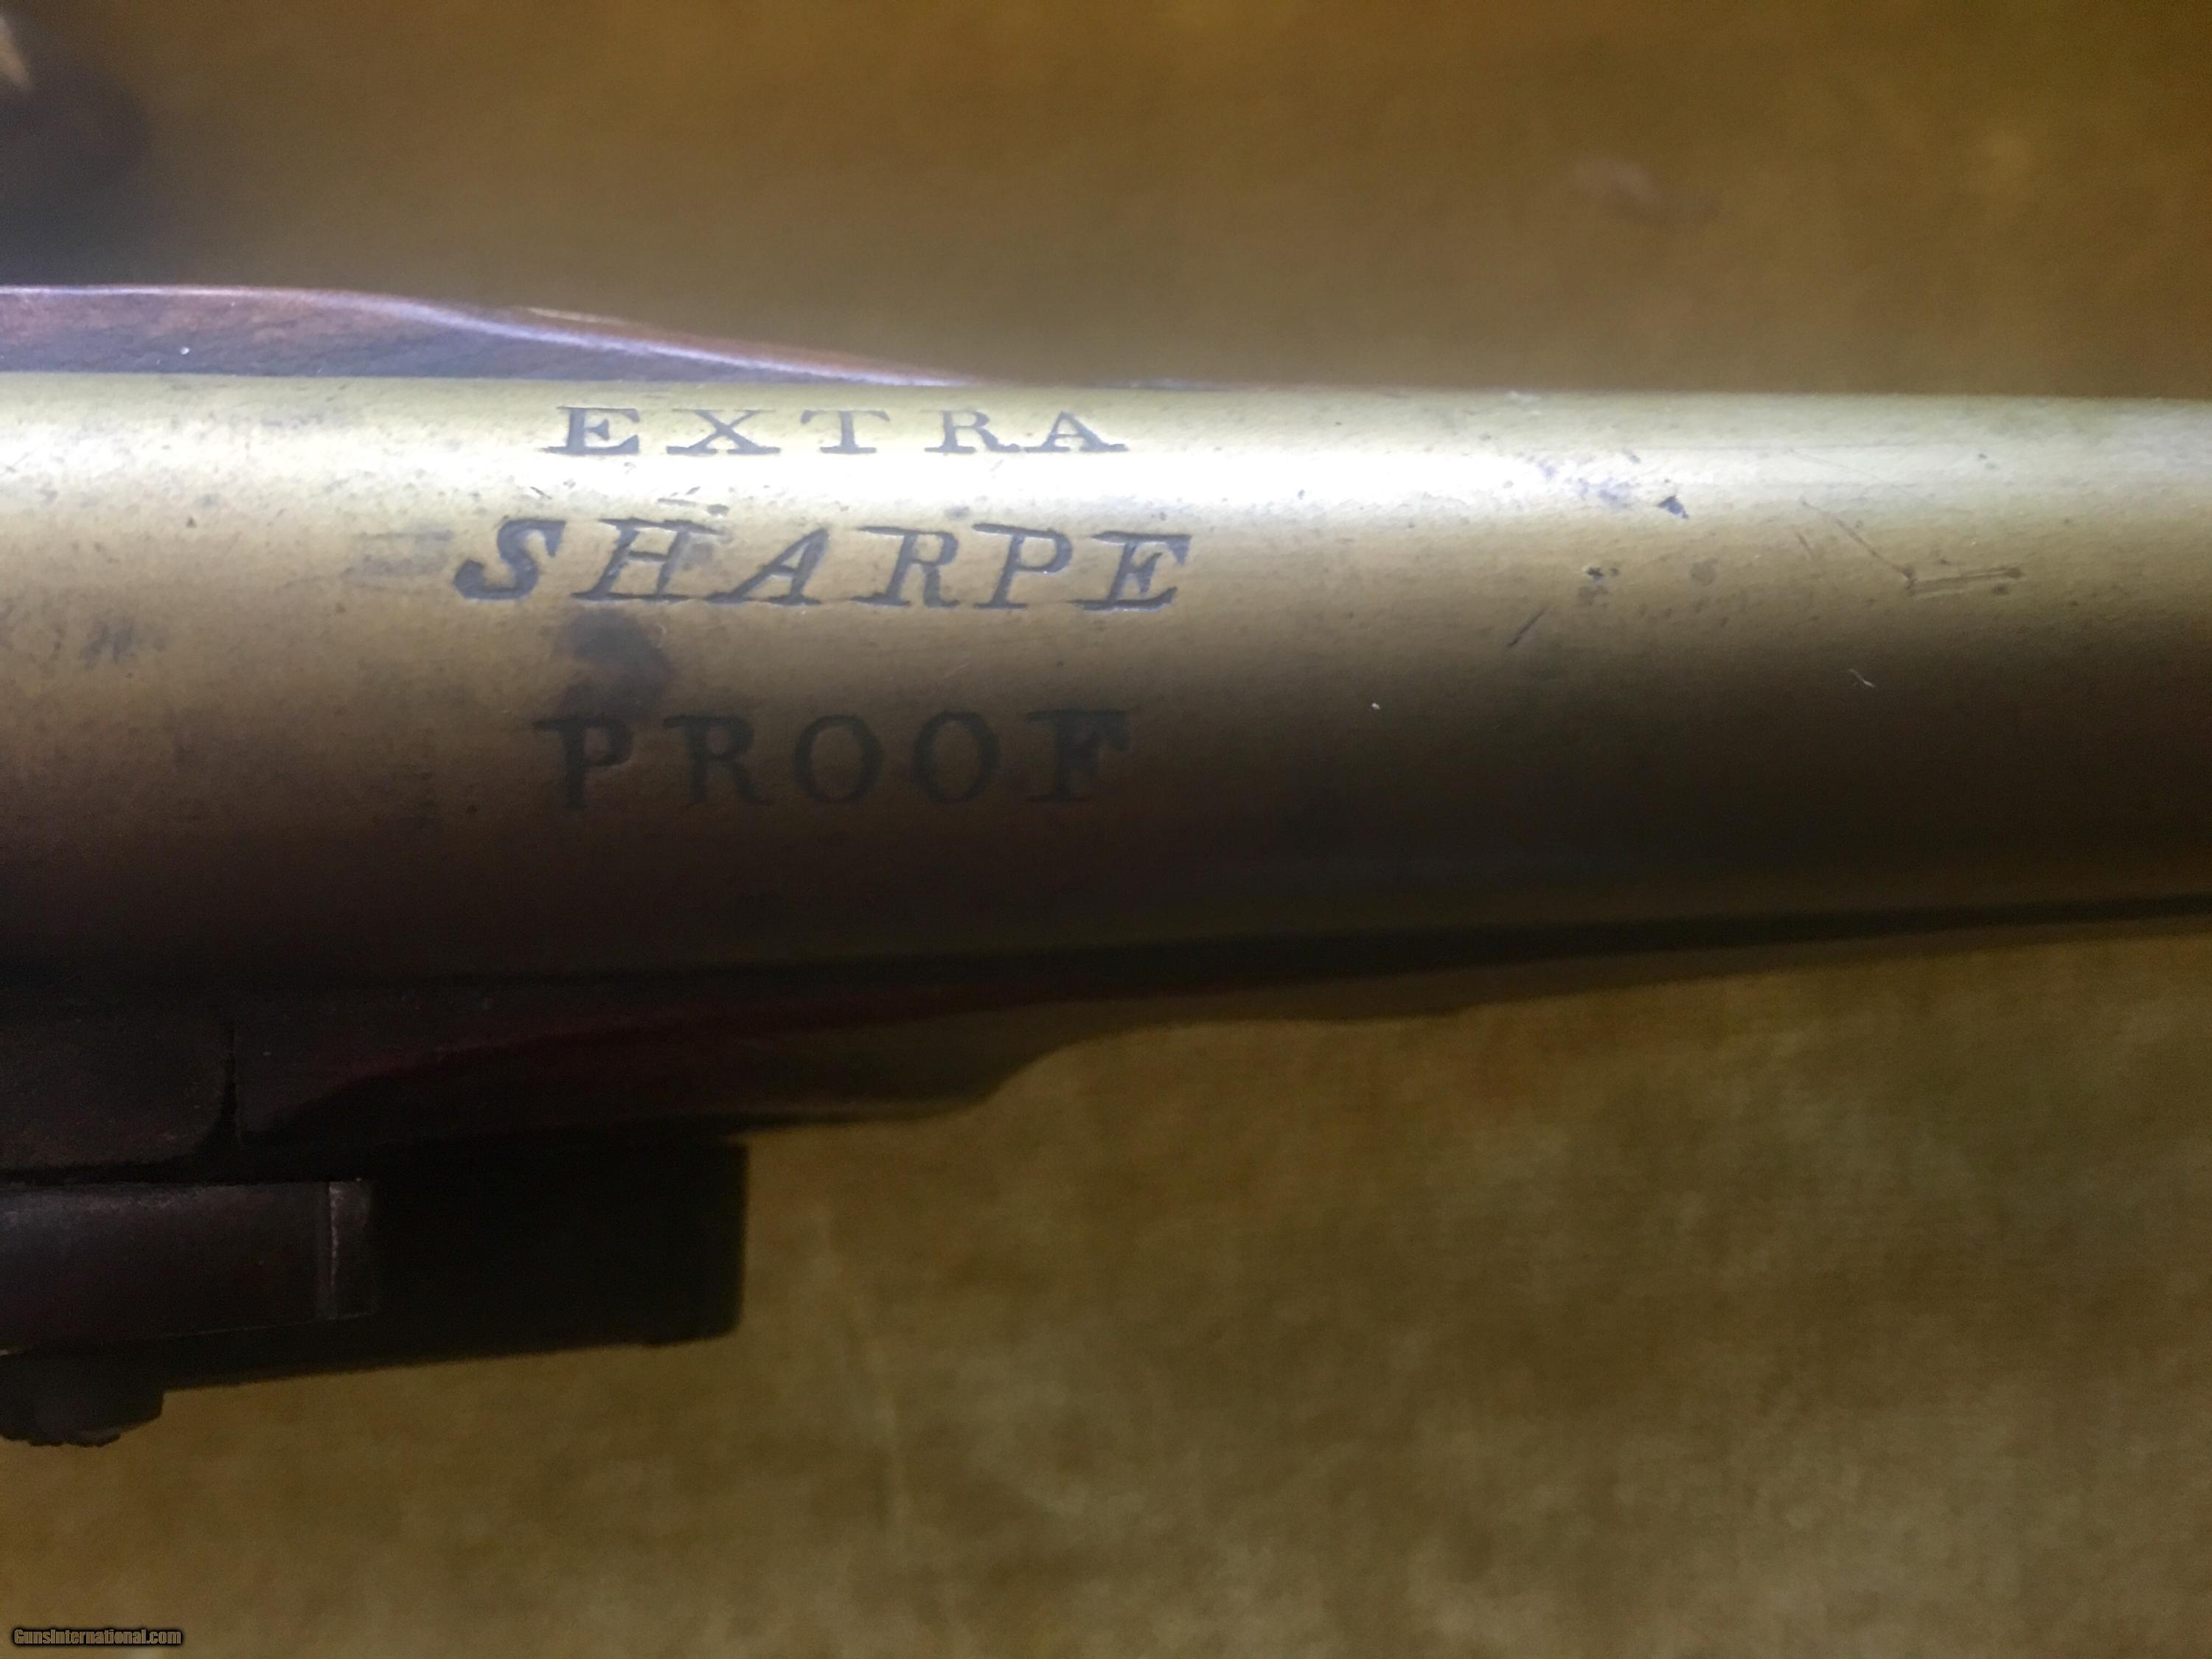 EXTRA
SHARPE
PROOF
GunsInternational.com